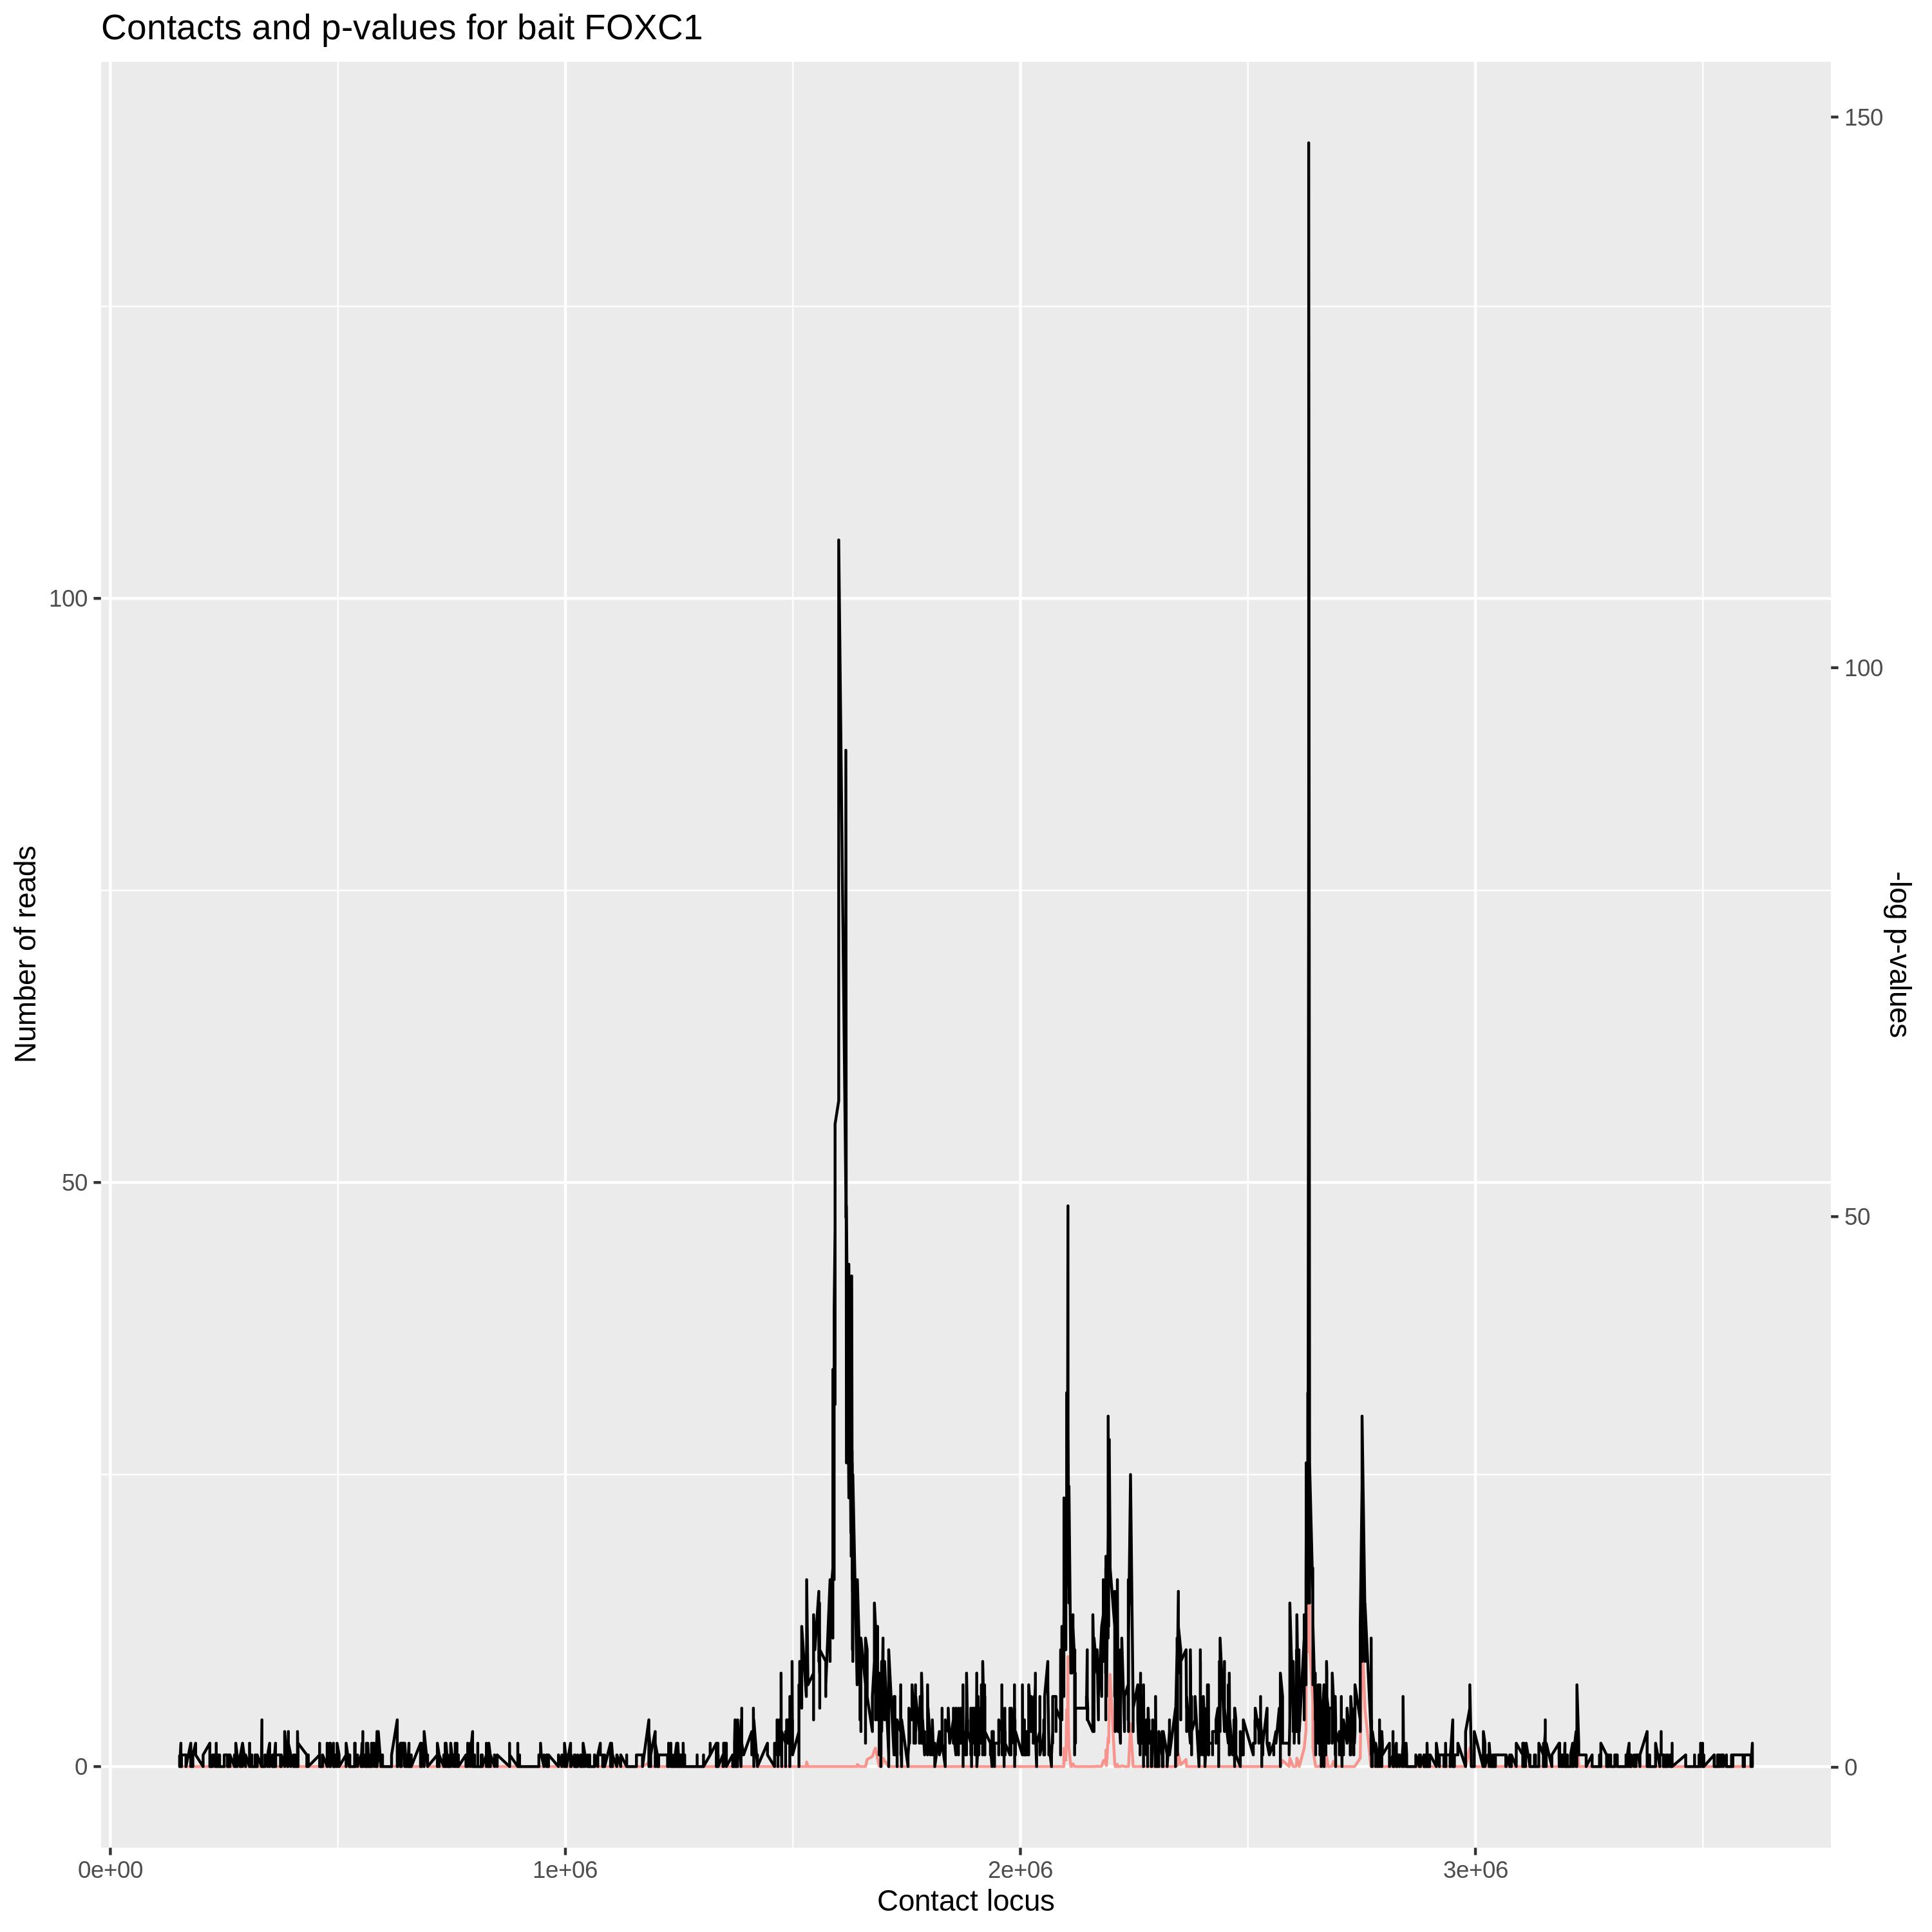 Contacts and p-values for bait FOXC1
150
100
100
50
50
0
0
Number of reads
-log p-values
0e+00
1e+06
2e+06
3e+06
Contact locus